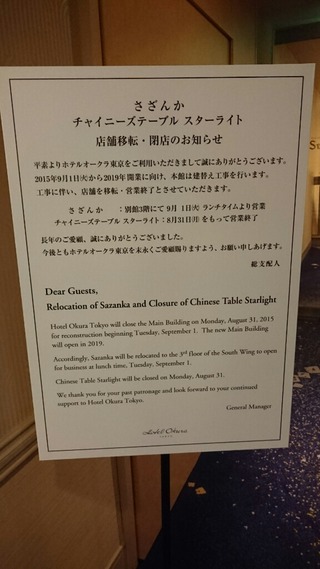 さざんか
チャイニーズテーブル スターライト
店舗移転・閉店のお知らせ
平素よりホテルオークラ東京をご利用いただきまして誠にありがとうございます。
2015年9月1日(火)から2019年開業に向け、本館は建替え工事を行います。
工事に伴い、店舗を移転・営業終了とさせていただきます。
さざんか :別館3階にて 9月 1日(火) ランチタイムより営業
チャイニーズテーブル スターライト:8月31日(月) をもって営業終了
長年のご愛顧、誠にありがとうございました。
今後ともホテルオークラ東京を末永くご愛顧賜りますよう、お願い申しあげます。
総支配人
Dear Guests,
Relocation of Sazanka and Closure of Chinese Table Starlight
Hotel Okura Tokyo will close the Main Building on Monday, August 31, 2015
for reconstruction beginning Tuesday, September 1. The new Main Building
will open in 2019.
Accordingly, Sazanka will be relocated to the 3rd floor of the South Wing to open
for business at lunch time, Tuesday, September 1.
Chinese Table Starlight will be closed on Monday, August 31.
We thank you for your past patronage and look forward to your continued
support to Hotel Okura Tokyo.
General Manager
Hotel Okura
TOKYO